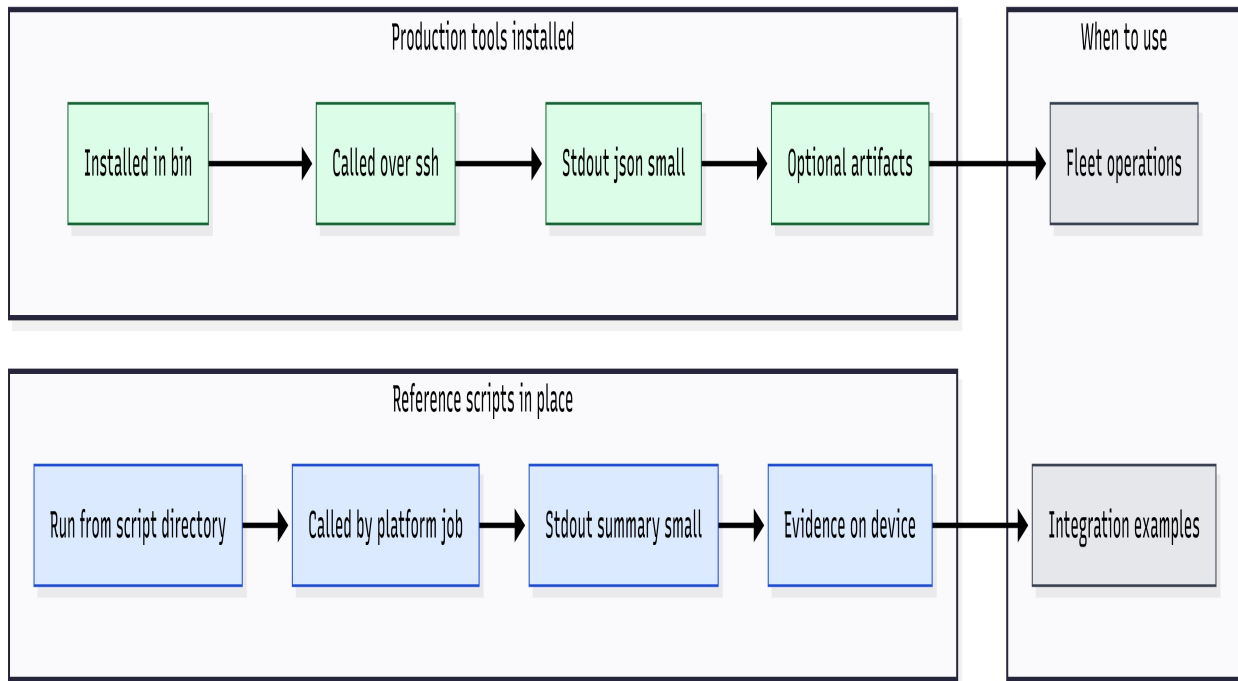 Production tools installed
When to use
Installed in bin
Called over ssh
Stdout json small
Optional artifacts
Fleet operations
Reference scripts in place
Run from script directory
Called by platform job
Stdout summary small
Evidence on device
Integration examples